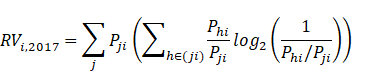 RV_{i,2017} = \sum_j P_{ji} \left( \sum_{h \in (ji)} \frac{P_{hi}}{P_{ji}} log_2 \left( \frac{1}{P_{hi}/P_{ji}} \right) \right)